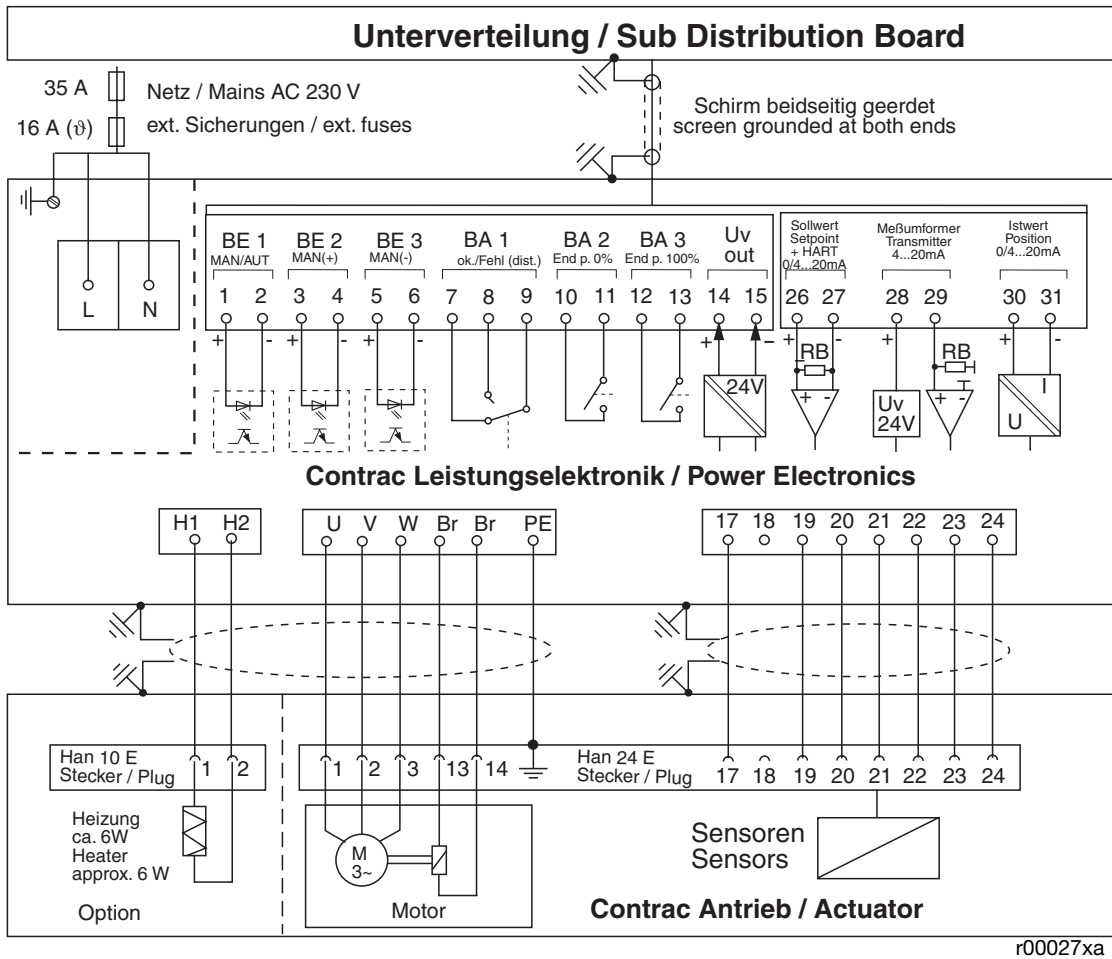 Unterverteilung / Sub Distribution Board
35 A
Netz / Mains AC 230 V
16 A (ϑ)
ext. Sicherungen / ext. fuses
Schirm beidseitig geerdet
screen grounded at both ends
L N
BE 1
MAN/AUT
BE 2
MAN(+)
BE 3
MAN(-)
BA 1
ok./Fehl (dist.)
BA 2
End p. 0%
BA 3
End p. 100%
Uv
out
Sollwert
Setpoint
+ HART
0/4...20mA
Meßumformer
Transmitter
4...20mA
Istwert
Position
0/4...20mA
1 2 3 4 5 6 7 8 9 10 11 12 13 14 15 26 27 28 29 30 31
+ - + - + - + - + - + + -
RB RB
24V
+ -
Uv
24V
+ -
I
U
Contrac Leistungselektronik / Power Electronics
H1 H2
U V W Br Br PE
17 18 19 20 21 22 23 24
Han 10 E
Stecker / Plug
1 2
1 2 3 13 14
Han 24 E
Stecker / Plug
17 18 19 20 21 22 23 24
Heizung
ca. 6W
Heater
approx. 6 W
Option
M
3~
Motor
Sensoren
Sensors
Contrac Antrieb / Actuator
r00027xa